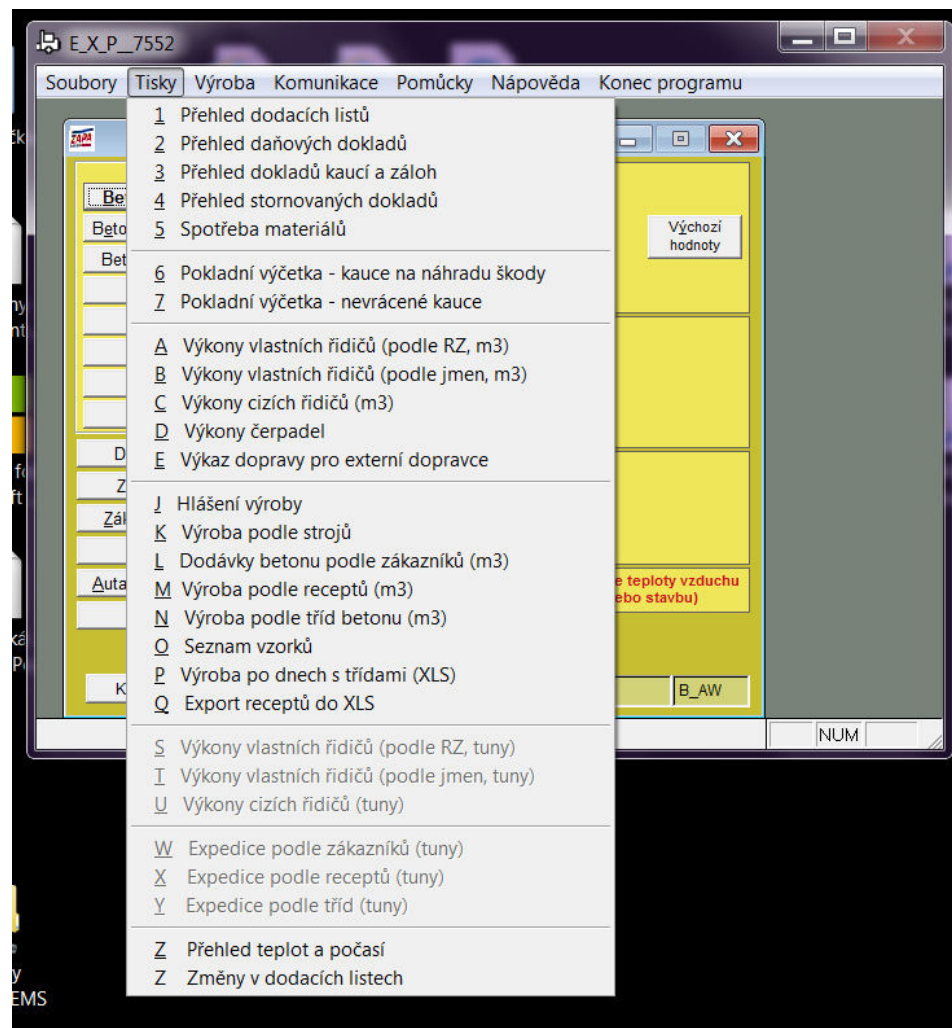 E_X_P__7552
Soubory Tisky Výroba Komunikace Pomůcky Nápověda Konec programu
ZAPA
1 Přehled dodacích listů
2 Přehled daňových dokladů
3 Přehled dokladů kaucí a záloh
4 Přehled stornovaných dokladů
5 Spotřeba materiálů
Výchozí
hodnoty
6 Pokladní výčetka - kauce na náhradu škody
7 Pokladní výčetka - nevrácené kauce
A Výkony vlastních řidičů (podle RZ, m3)
B Výkony vlastních řidičů (podle jmen, m3)
C Výkony cizích řidičů (m3)
D Výkony čerpadel
E Výkaz dopravy pro externí dopravce
J Hlášení výroby
K Výroba podle strojů
L Dodávky betonu podle zákazníků (m3)
M Výroba podle receptů (m3)
N Výroba podle tříd betonu (m3)
O Seznam vzorků
P Výroba po dnech s třídami (XLS)
Q Export receptů do XLS
e teploty vzduchu
ebo stavbu)
B_AW
NUM
S Výkony vlastních řidičů (podle RZ, tuny)
T Výkony vlastních řidičů (podle jmen, tuny)
U Výkony cizích řidičů (tuny)
W Expedice podle zákazníků (tuny)
X Expedice podle receptů (tuny)
Y Expedice podle tříd (tuny)
Z Přehled teplot a počasí
Z Změny v dodacích listech
EMS